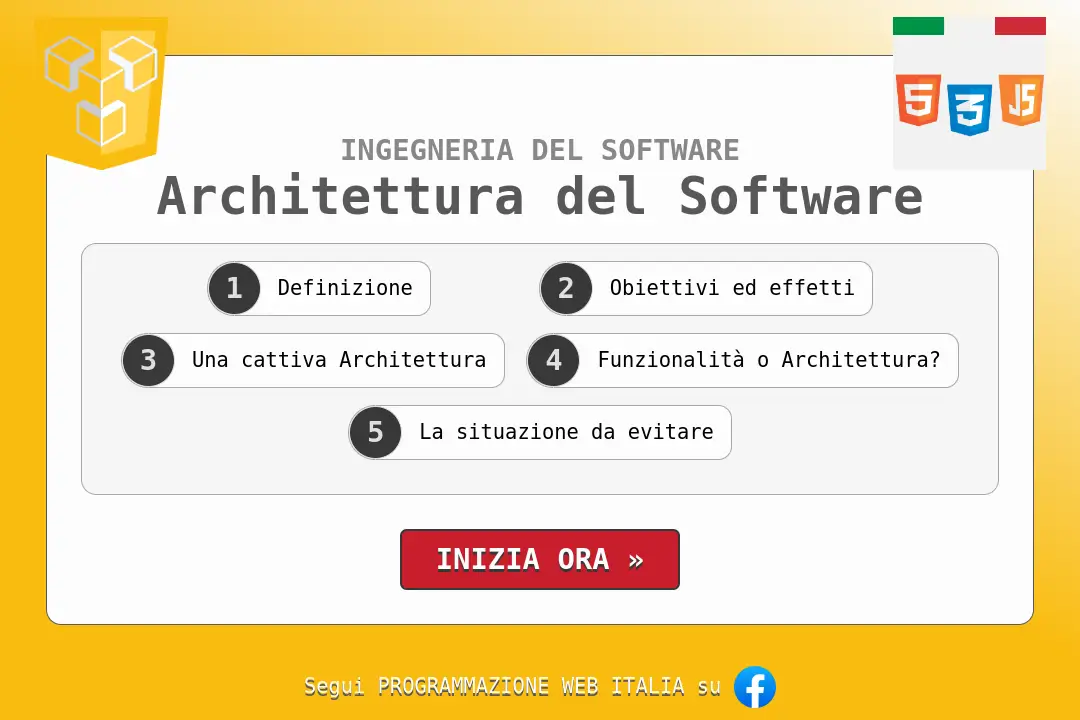 5 3 JS
INGEGNERIA DEL SOFTWARE
Architettura del Software
1 Definizione
2 Obiettivi ed effetti
3 Una cattiva Architettura
4 Funzionalità o Architettura?
5 La situazione da evitare
INIZIA ORA »
Segui PROGRAMMAZIONE WEB ITALIA su f